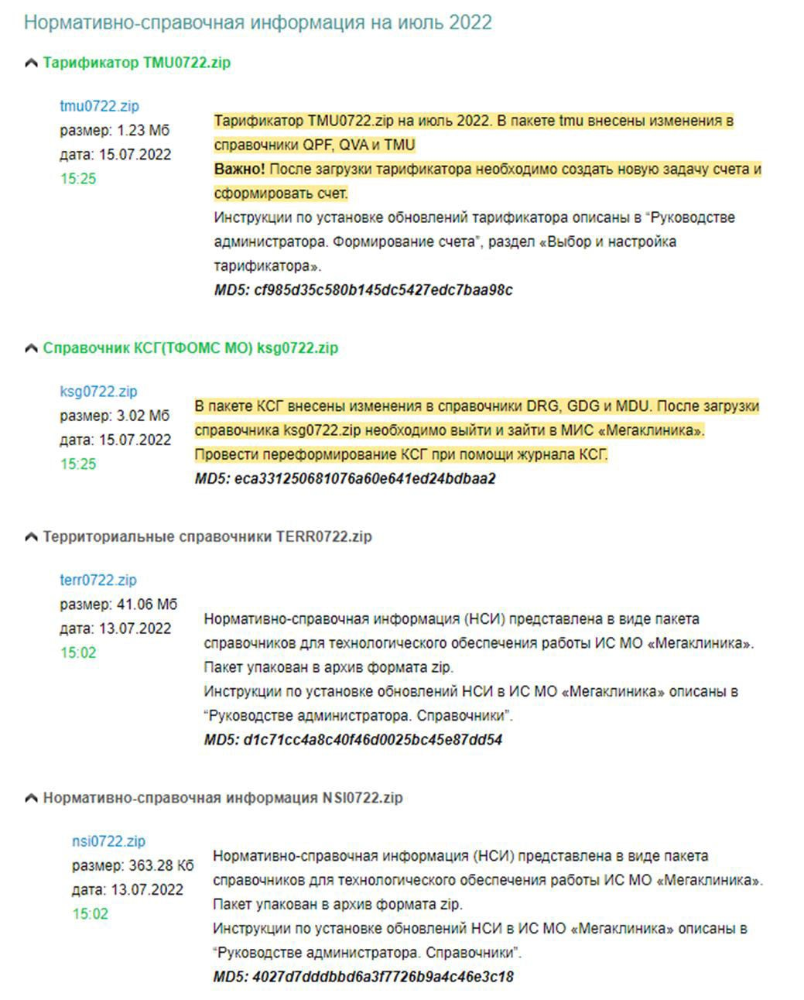 Нормативно-справочная информация на июль 2022
Тарификатор TMU0722.zip
tmu0722.zip
размер: 1.23 Мб
дата: 15.07.2022
15:25
Тарификатор TMU0722.zip на июль 2022. В пакете tmu внесены изменения в
справочники QPF, QVA и TMU
Важно! После загрузки тарификатора необходимо создать новую задачу счета и
сформировать счет.
Инструкции по установке обновлений тарификатора описаны в “Руководстве
администратора. Формирование счета”, раздел «Выбор и настройка
тарификатора».
MD5: cf985d35c580b145dc5427edc7baa98c
Справочник КСГ(ТФОМС МО) ksg0722.zip
ksg0722.zip
размер: 3.02 Мб
дата: 15.07.2022
15:25
В пакете КСГ внесены изменения в справочники DRG, GDG и MDU. После загрузки
справочника ksg0722.zip необходимо выйти и зайти в МИС «Мегаклиника».
Провести переформирование КСГ при помощи журнала КСГ.
MD5: eca331250681076a60e641ed24bdbaa2
Территориальные справочники TERR0722.zip
terr0722.zip
размер: 41.06 Мб
дата: 13.07.2022
15:02
Нормативно-справочная информация (НСИ) представлена в виде пакета
справочников для технологического обеспечения работы ИС МО «Мегаклиника».
Пакет упакован в архив формата zip.
Инструкции по установке обновлений НСИ в ИС МО «Мегаклиника» описаны в
“Руководстве администратора. Справочники”.
MD5: d1c71cc4a8c40f46d0025bc45e87dd54
Нормативно-справочная информация NSI0722.zip
nsi0722.zip
размер: 363.28 Кб
дата: 13.07.2022
15:02
Нормативно-справочная информация (НСИ) представлена в виде пакета
справочников для технологического обеспечения работы ИС МО «Мегаклиника».
Пакет упакован в архив формата zip.
Инструкции по установке обновлений НСИ в ИС МО «Мегаклиника» описаны в
“Руководстве администратора. Справочники”.
MD5: 4027d7dddbbd6a3f7726b9a4c46e3c18